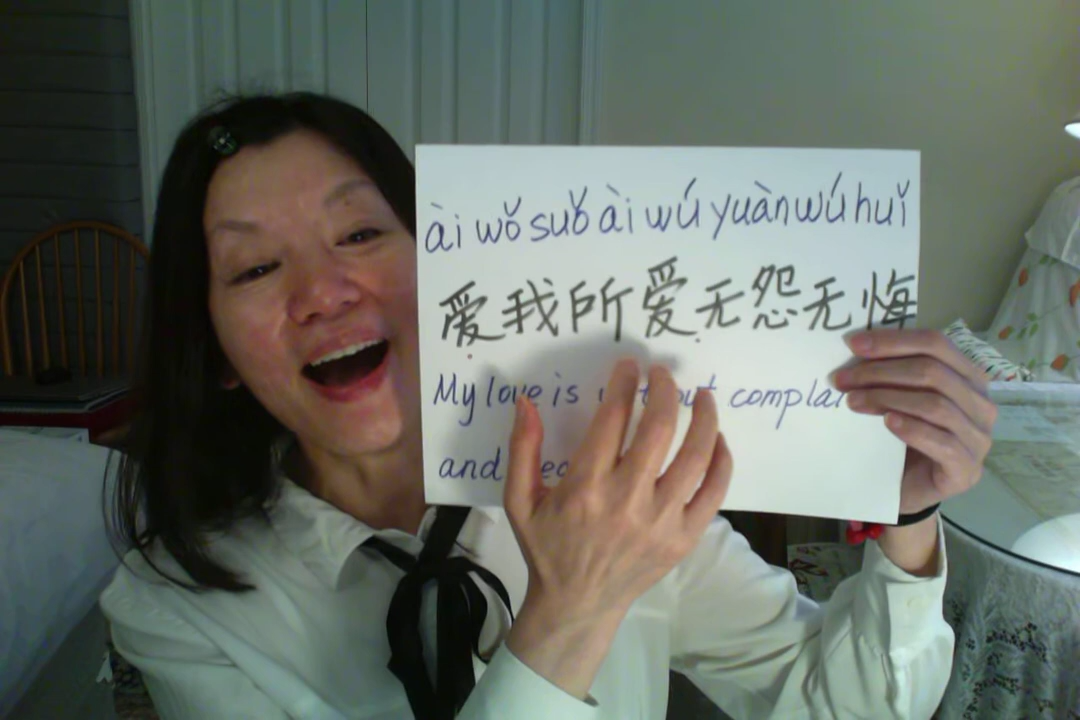 ài wǒ suǒ ài wú yuàn wú huǐ
爱我所爱无怨无悔
My love is without
and